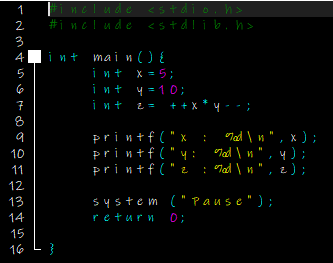 1 #include <stdio.h>
2 #include <stdlib.h>
3
4 int main(){
5 int x=5;
6 int y=10;
7 int z= ++x*y--;
8
9 printf("x : %d\n",x);
10 printf("y: %d\n",y);
11 printf("z :%d\n",z);
12
13 system ("Pause");
14 return 0;
15
16 }